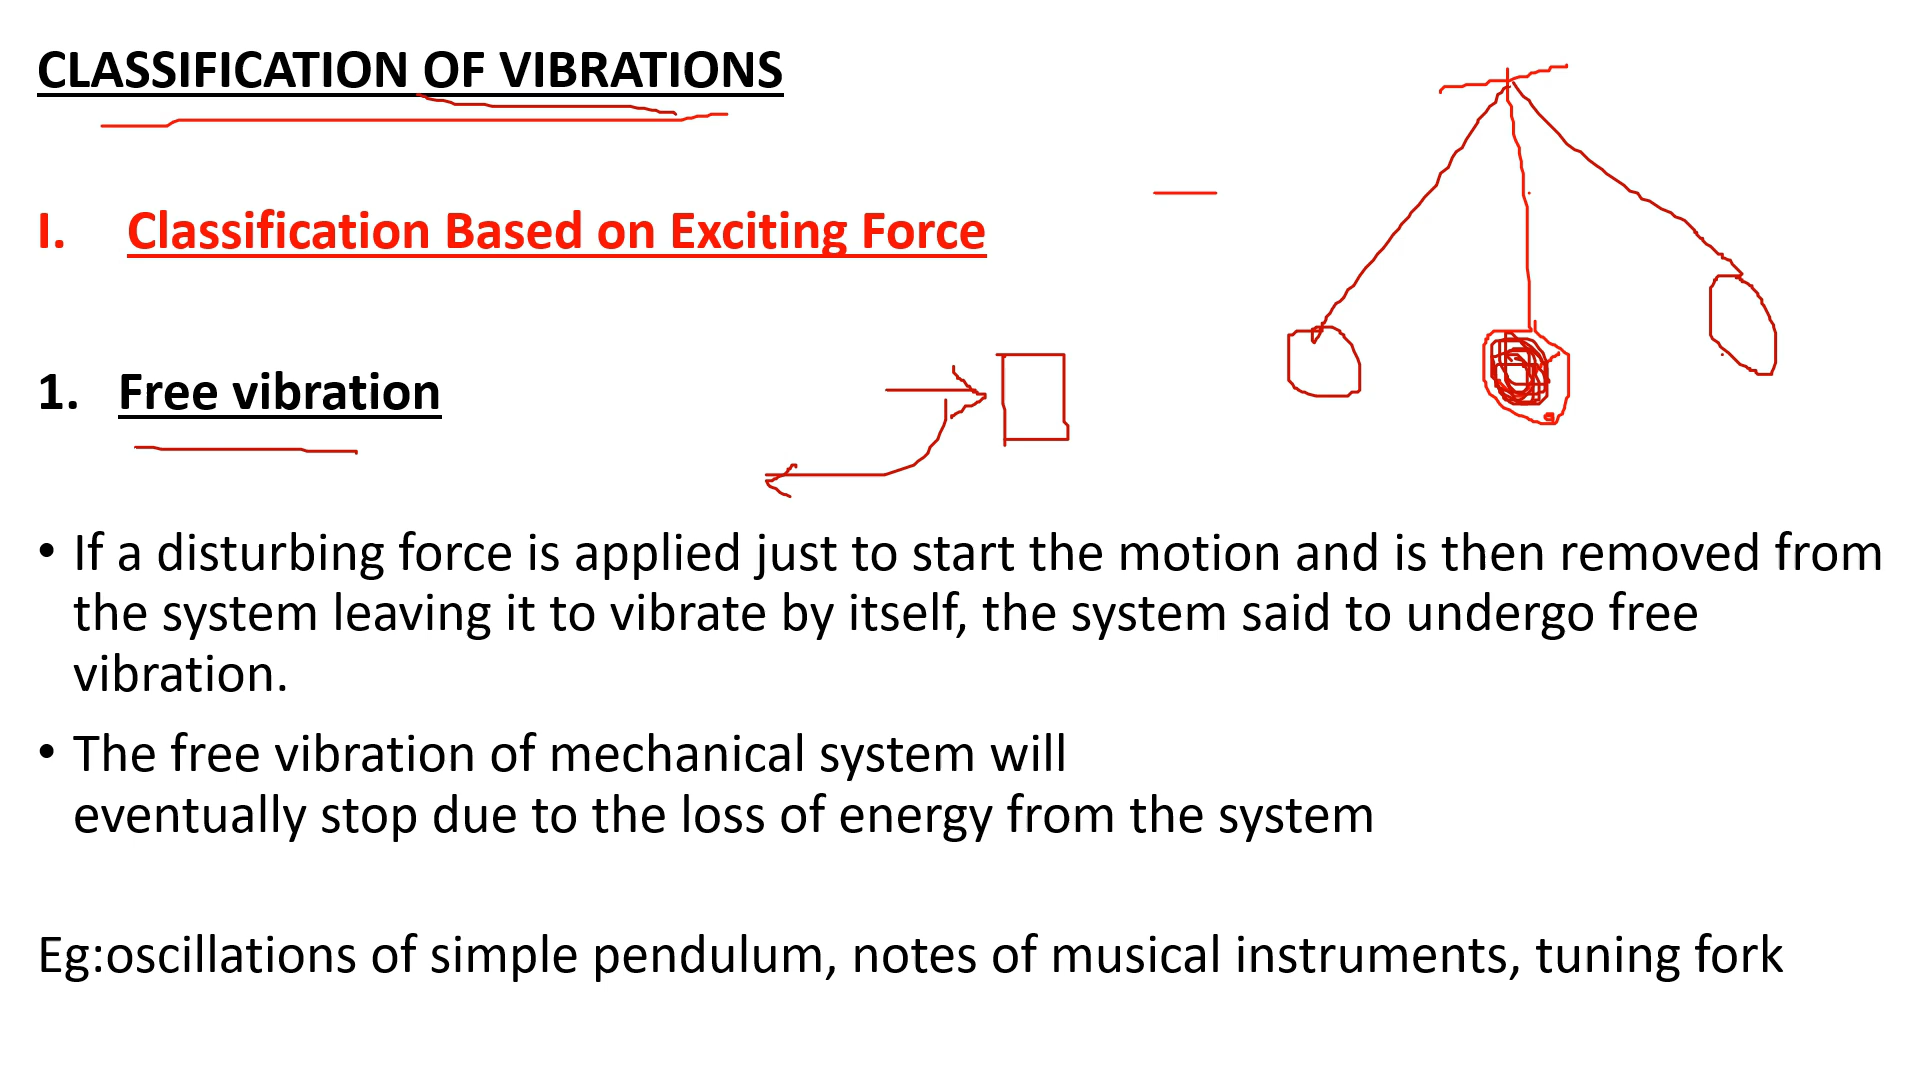 CLASSIFICATION OF VIBRATIONS
I. Classification Based on Exciting Force
1. Free vibration
• If a disturbing force is applied just to start the motion and is then removed from
the system leaving it to vibrate by itself, the system said to undergo free
vibration.
• The free vibration of mechanical system will
eventually stop due to the loss of energy from the system
Eg:oscillations of simple pendulum, notes of musical instruments, tuning fork